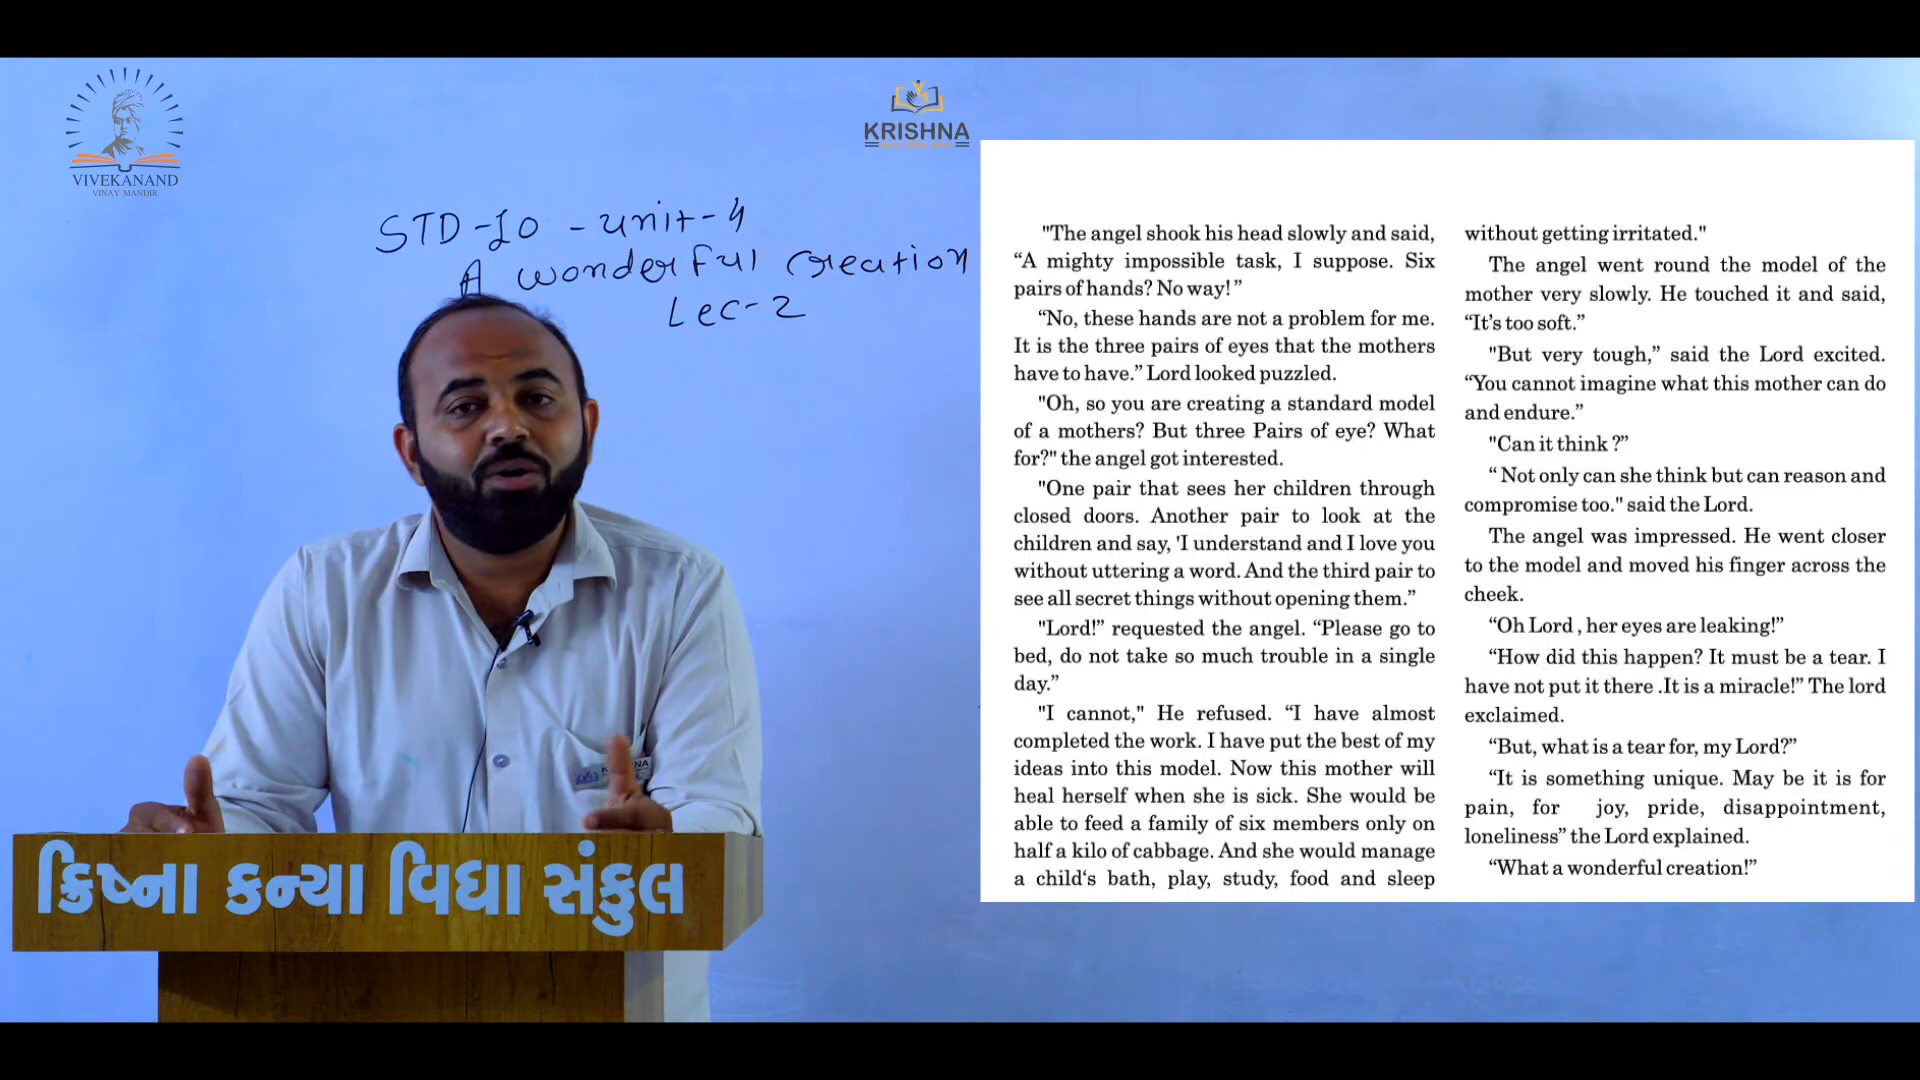 VIVEKANAND
VINAY MANDIR
KRISHNA
STD-10 - unit-4
A wonderful creation
Lec-2
"The angel shook his head slowly and said,
“A mighty impossible task, I suppose. Six
pairs of hands? No way!”
“No, these hands are not a problem for me.
It is the three pairs of eyes that the mothers
have to have.” Lord looked puzzled.
"Oh, so you are creating a standard model
of a mothers? But three Pairs of eye? What
for?" the angel got interested.
"One pair that sees her children through
closed doors. Another pair to look at the
children and say, 'I understand and I love you
without uttering a word. And the third pair to
see all secret things without opening them.”
"Lord!” requested the angel. “Please go to
bed, do not take so much trouble in a single
day.”
"I cannot," He refused. “I have almost
completed the work. I have put the best of my
ideas into this model. Now this mother will
heal herself when she is sick. She would be
able to feed a family of six members only on
half a kilo of cabbage. And she would manage
a child‘s bath, play, study, food and sleep
without getting irritated."
The angel went round the model of the
mother very slowly. He touched it and said,
“It’s too soft.”
"But very tough,” said the Lord excited.
“You cannot imagine what this mother can do
and endure.”
"Can it think ?”
“ Not only can she think but can reason and
compromise too." said the Lord.
The angel was impressed. He went closer
to the model and moved his finger across the
cheek.
“Oh Lord , her eyes are leaking!”
“How did this happen? It must be a tear. I
have not put it there .It is a miracle!” The lord
exclaimed.
“But, what is a tear for, my Lord?”
“It is something unique. May be it is for
pain, for joy, pride, disappointment,
loneliness” the Lord explained.
“What a wonderful creation!”
ક્રિષ્ના કન્યા વિદ્યા સંકુલ